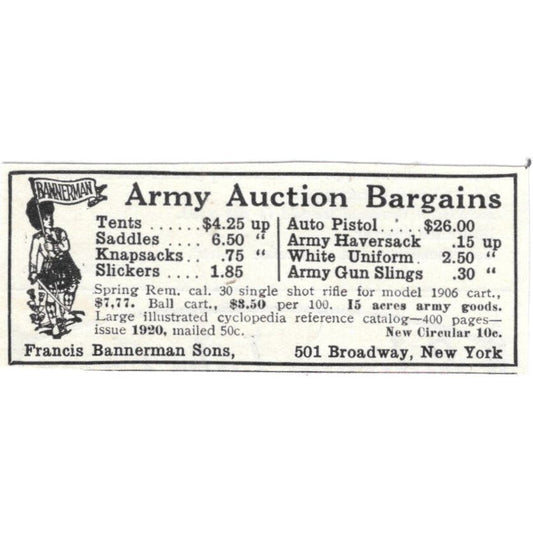 BANNERMAN
Army Auction Bargains
Tents ...... $4.25 up
Saddles .... 6.50 "
Knapsacks .. .75 "
Slickers .... 1.85
Auto Pistol..... $26.00
Army Haversack .15 up
White Uniform. 2.50 "
Army Gun Slings .30 "
Spring Rem. cal. 30 single shot rifle for model 1906 cart.,
$7.77. Ball cart., $3.50 per 100. 15 acres army goods.
Large illustrated cyclopedia reference catalog—400 pages—
issue 1920, mailed 50c. New Circular 10c.
Francis Bannerman Sons, 501 Broadway, New York